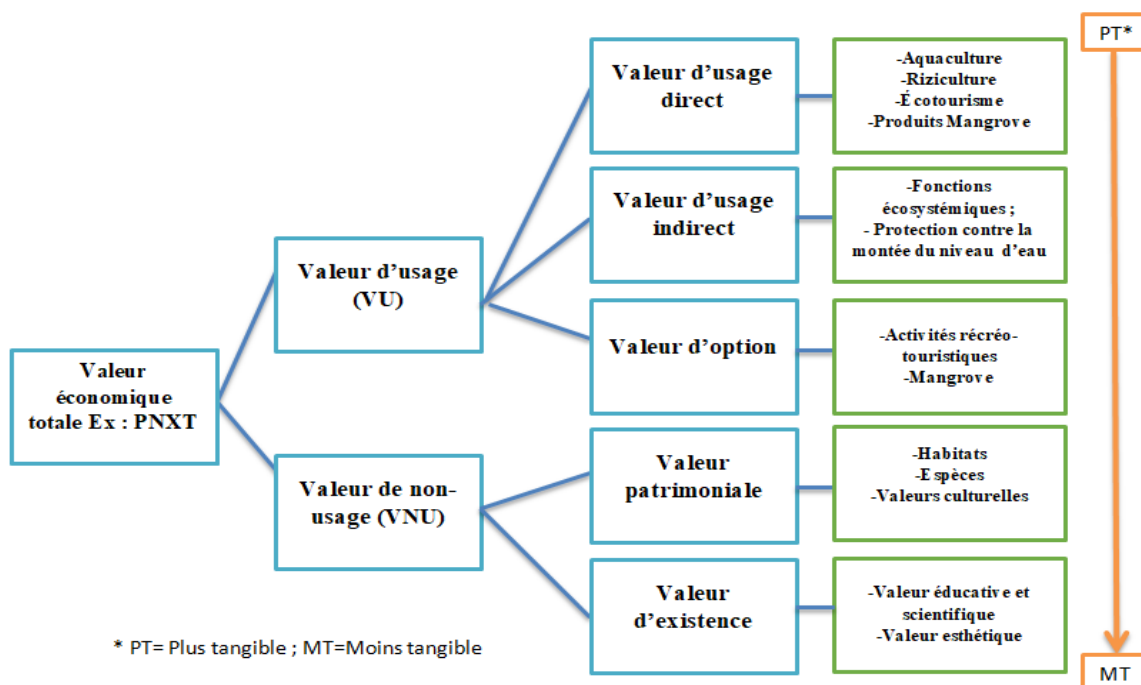 PT*
Valeur d’usage
direct
-Aquaculture
-Riziculture
-Écotourisme
-Produits Mangrove
Valeur d’usage
indirect
-Fonctions
écosystémiques ;
- Protection contre la
montée du niveau d’eau
Valeur d’usage
(VU)
Valeur d’option
-Activités récréo-
touristiques
-Mangrove
Valeur
économique
totale Ex : PNXT
Valeur de non-
usage (VNU)
Valeur
patrimoniale
-Habitats
-Espèces
-Valeurs culturelles
Valeur
d’existence
-Valeur éducative et
scientifique
-Valeur esthétique
* PT= Plus tangible ; MT=Moins tangible
MT